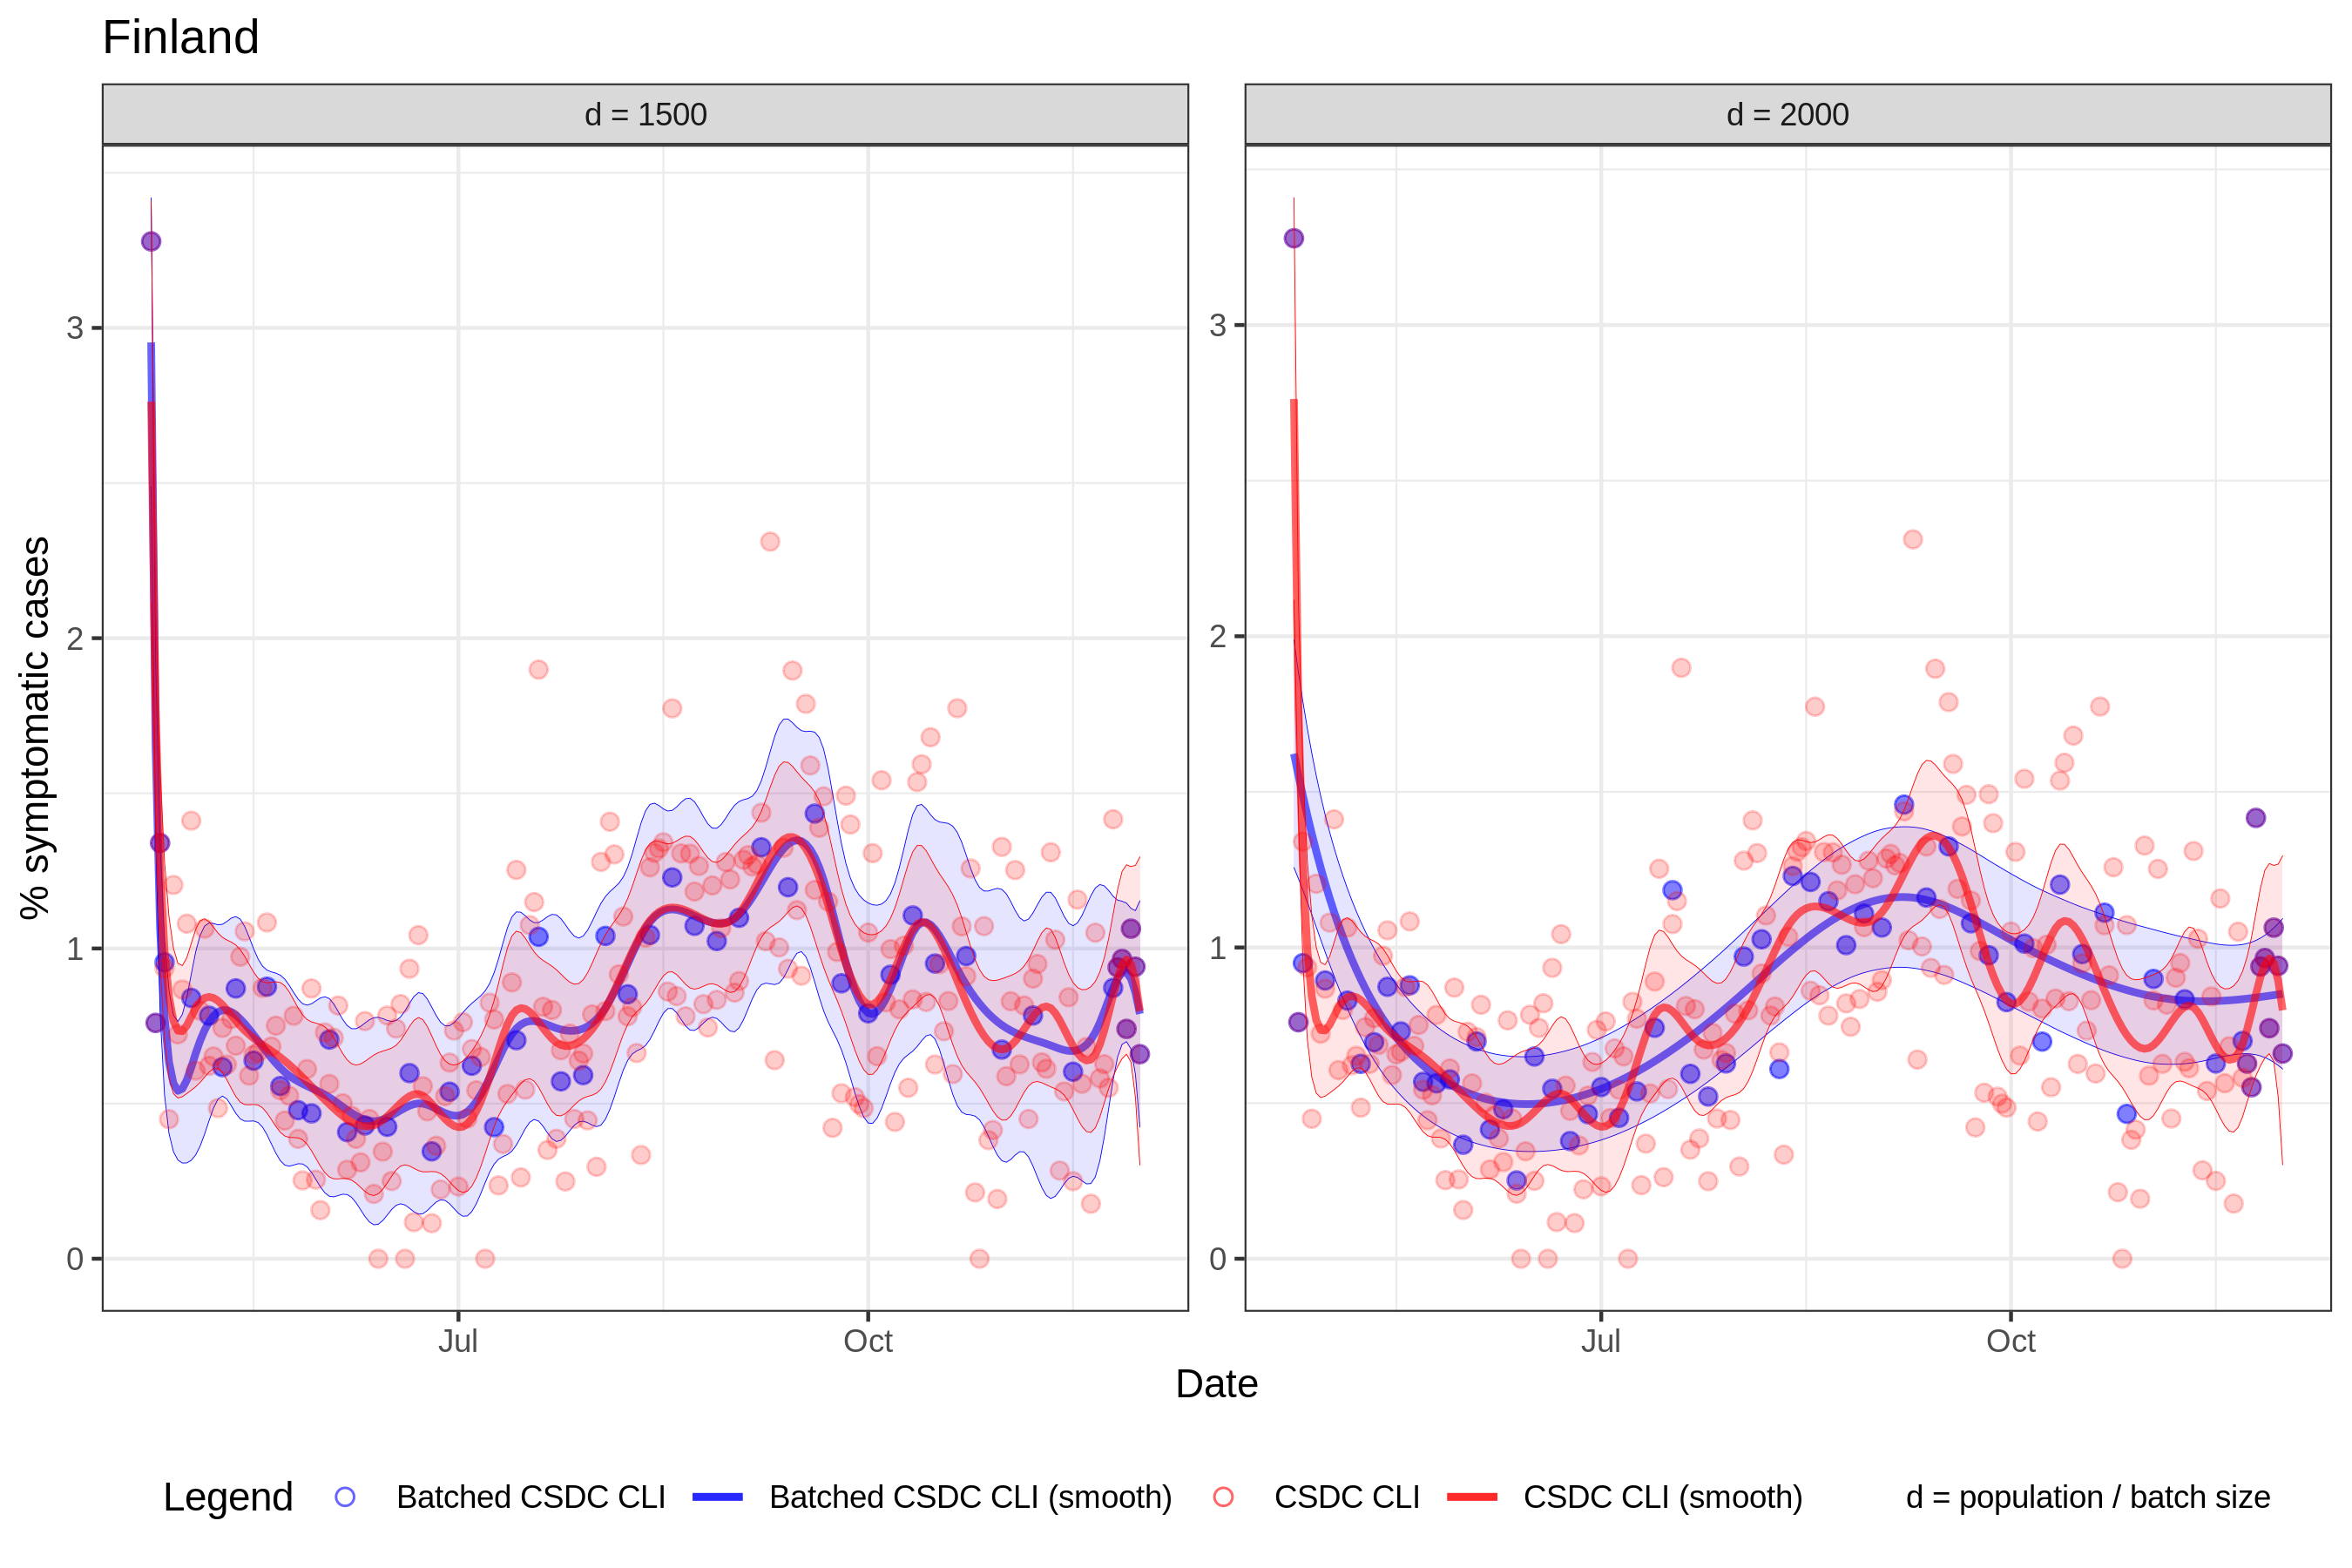 Finland
d = 1500
d = 2000
% symptomatic cases
3
2
1
0
3
2
1
0
Jul
Oct
Jul
Oct
Date
Legend
Batched CSDC CLI
Batched CSDC CLI (smooth)
CSDC CLI
CSDC CLI (smooth)
d = population / batch size